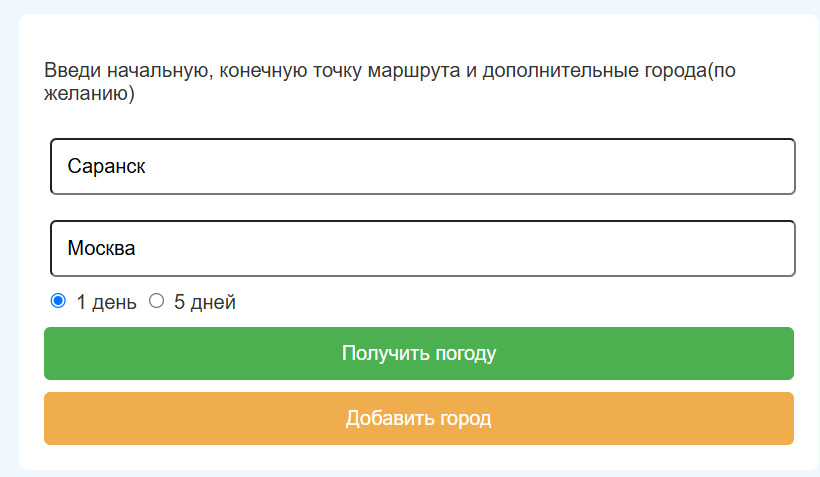 Введи начальную, конечную точку маршрута и дополнительные города(по
желанию)
Саранск
Москва
1 день 5 дней
Получить погоду
Добавить город